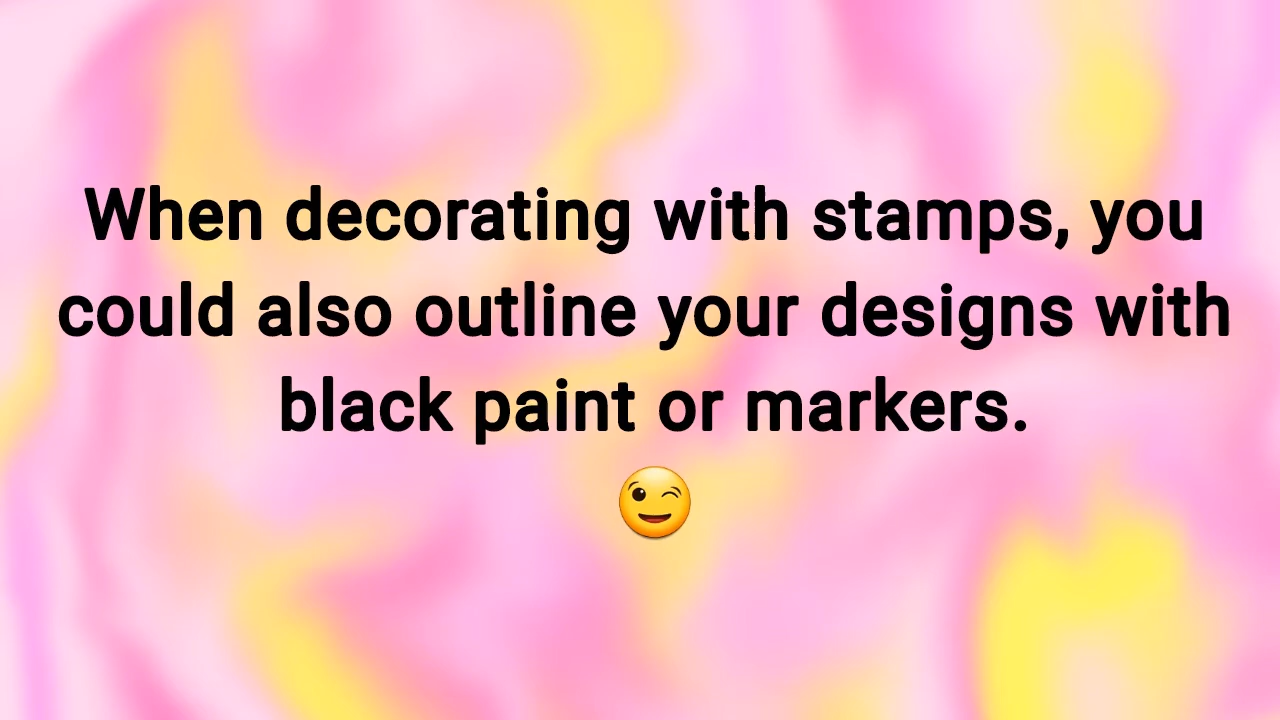 When decorating with stamps, you
could also outline your designs with
black paint or markers.
😉